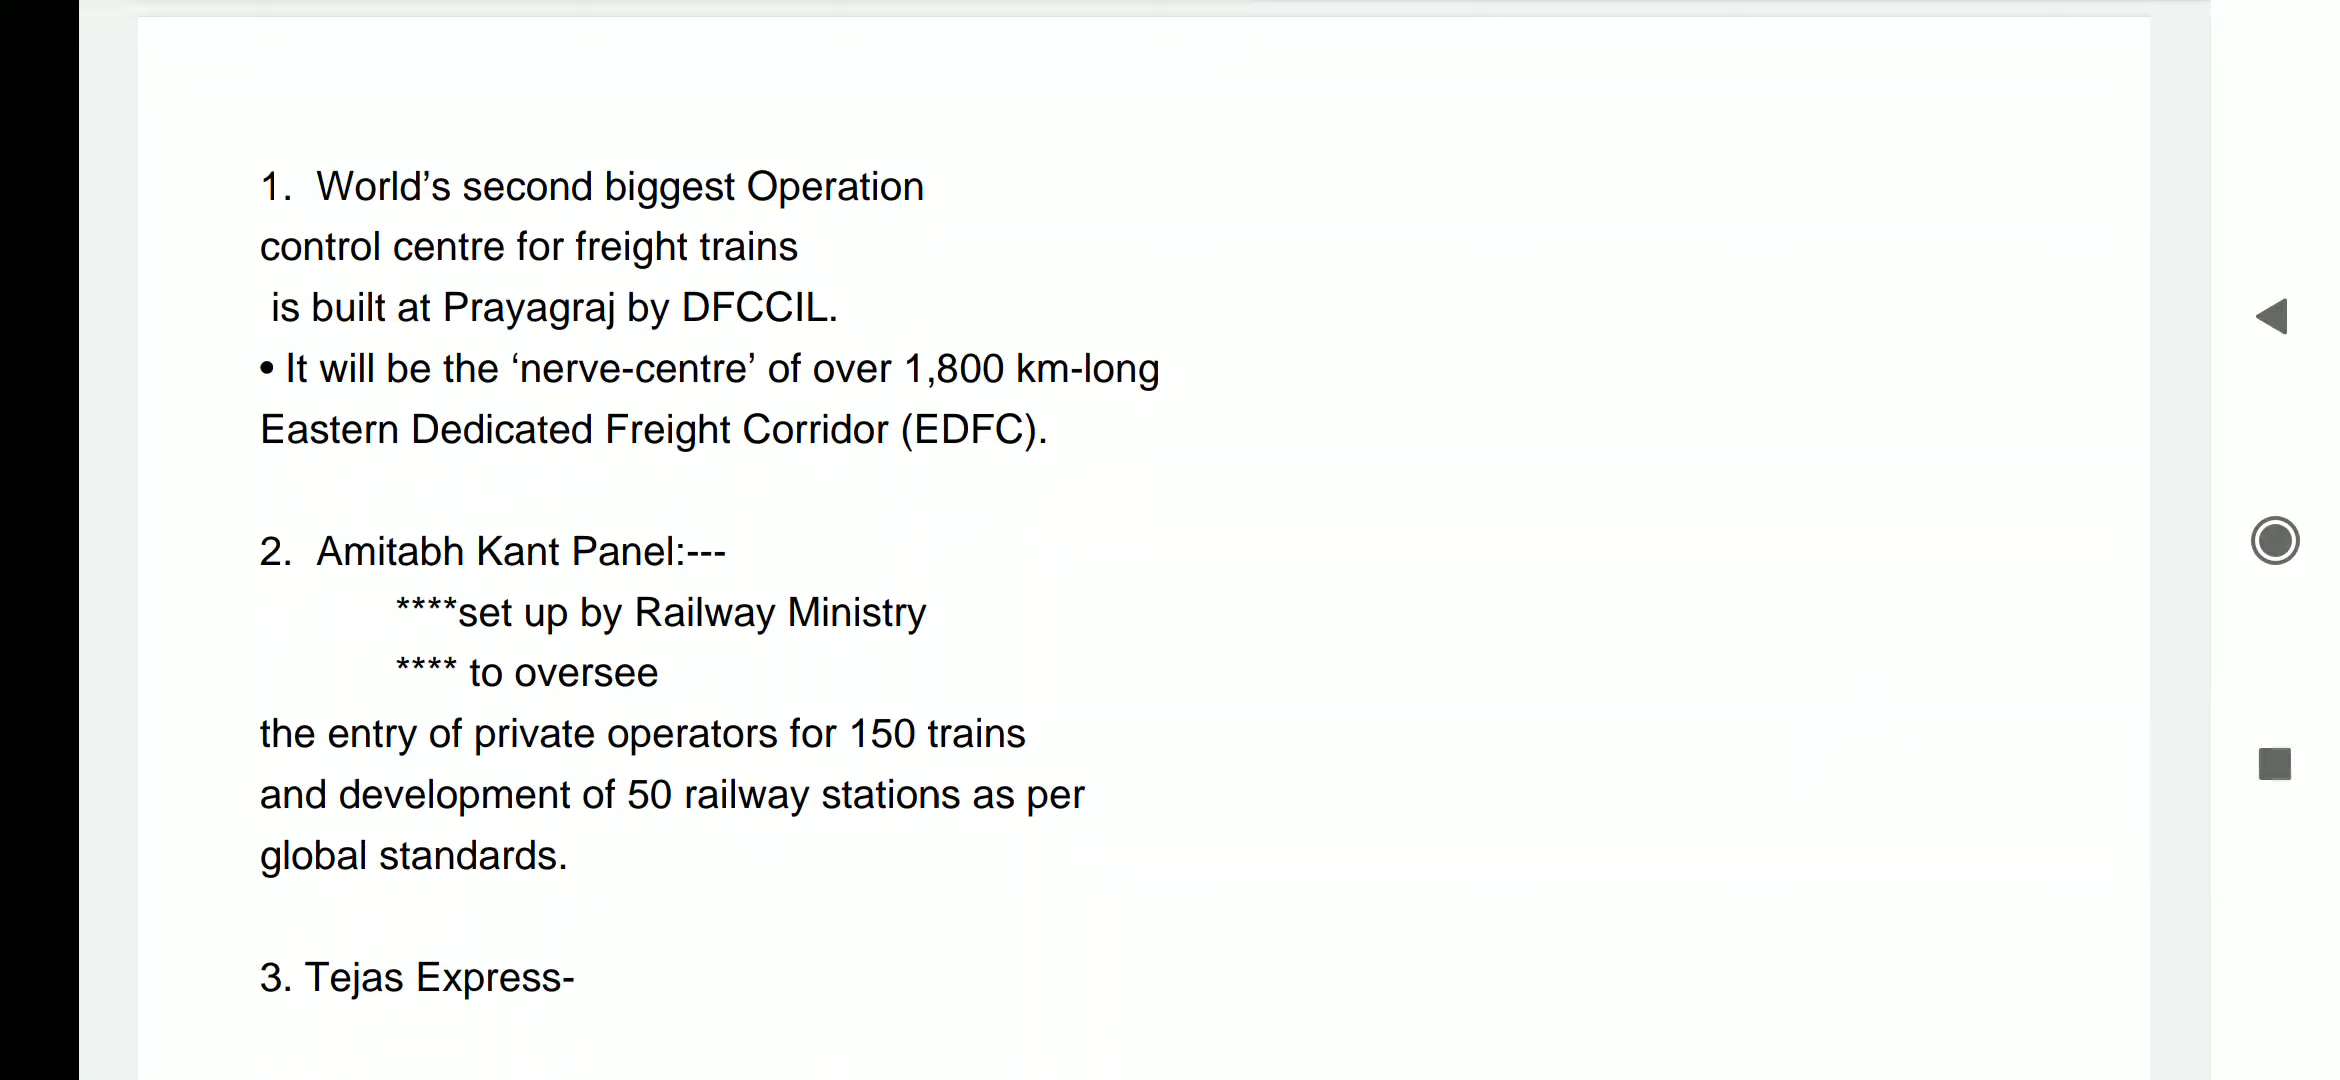 1. World’s second biggest Operation
control centre for freight trains
is built at Prayagraj by DFCCIL.
• It will be the ‘nerve-centre’ of over 1,800 km-long
Eastern Dedicated Freight Corridor (EDFC).
2. Amitabh Kant Panel:---
****set up by Railway Ministry
**** to oversee
the entry of private operators for 150 trains
and development of 50 railway stations as per
global standards.
3. Tejas Express-